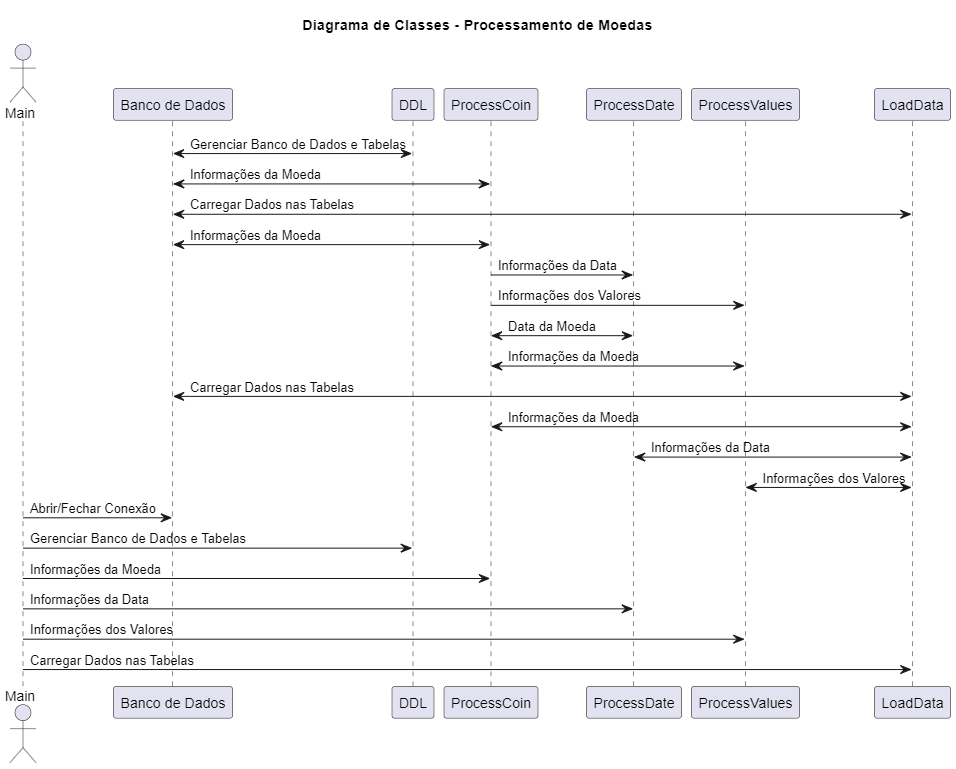 Diagrama de Classes - Processamento de Moedas
Main
Banco de Dados
DDL
ProcessCoin
ProcessDate
ProcessValues
LoadData
Gerenciar Banco de Dados e Tabelas
Informações da Moeda
Carregar Dados nas Tabelas
Informações da Moeda
Informações da Data
Informações dos Valores
Data da Moeda
Informações da Moeda
Carregar Dados nas Tabelas
Informações da Moeda
Informações da Data
Informações dos Valores
Abrir/Fechar Conexão
Gerenciar Banco de Dados e Tabelas
Informações da Moeda
Informações da Data
Informações dos Valores
Carregar Dados nas Tabelas
Main
Banco de Dados
DDL
ProcessCoin
ProcessDate
ProcessValues
LoadData